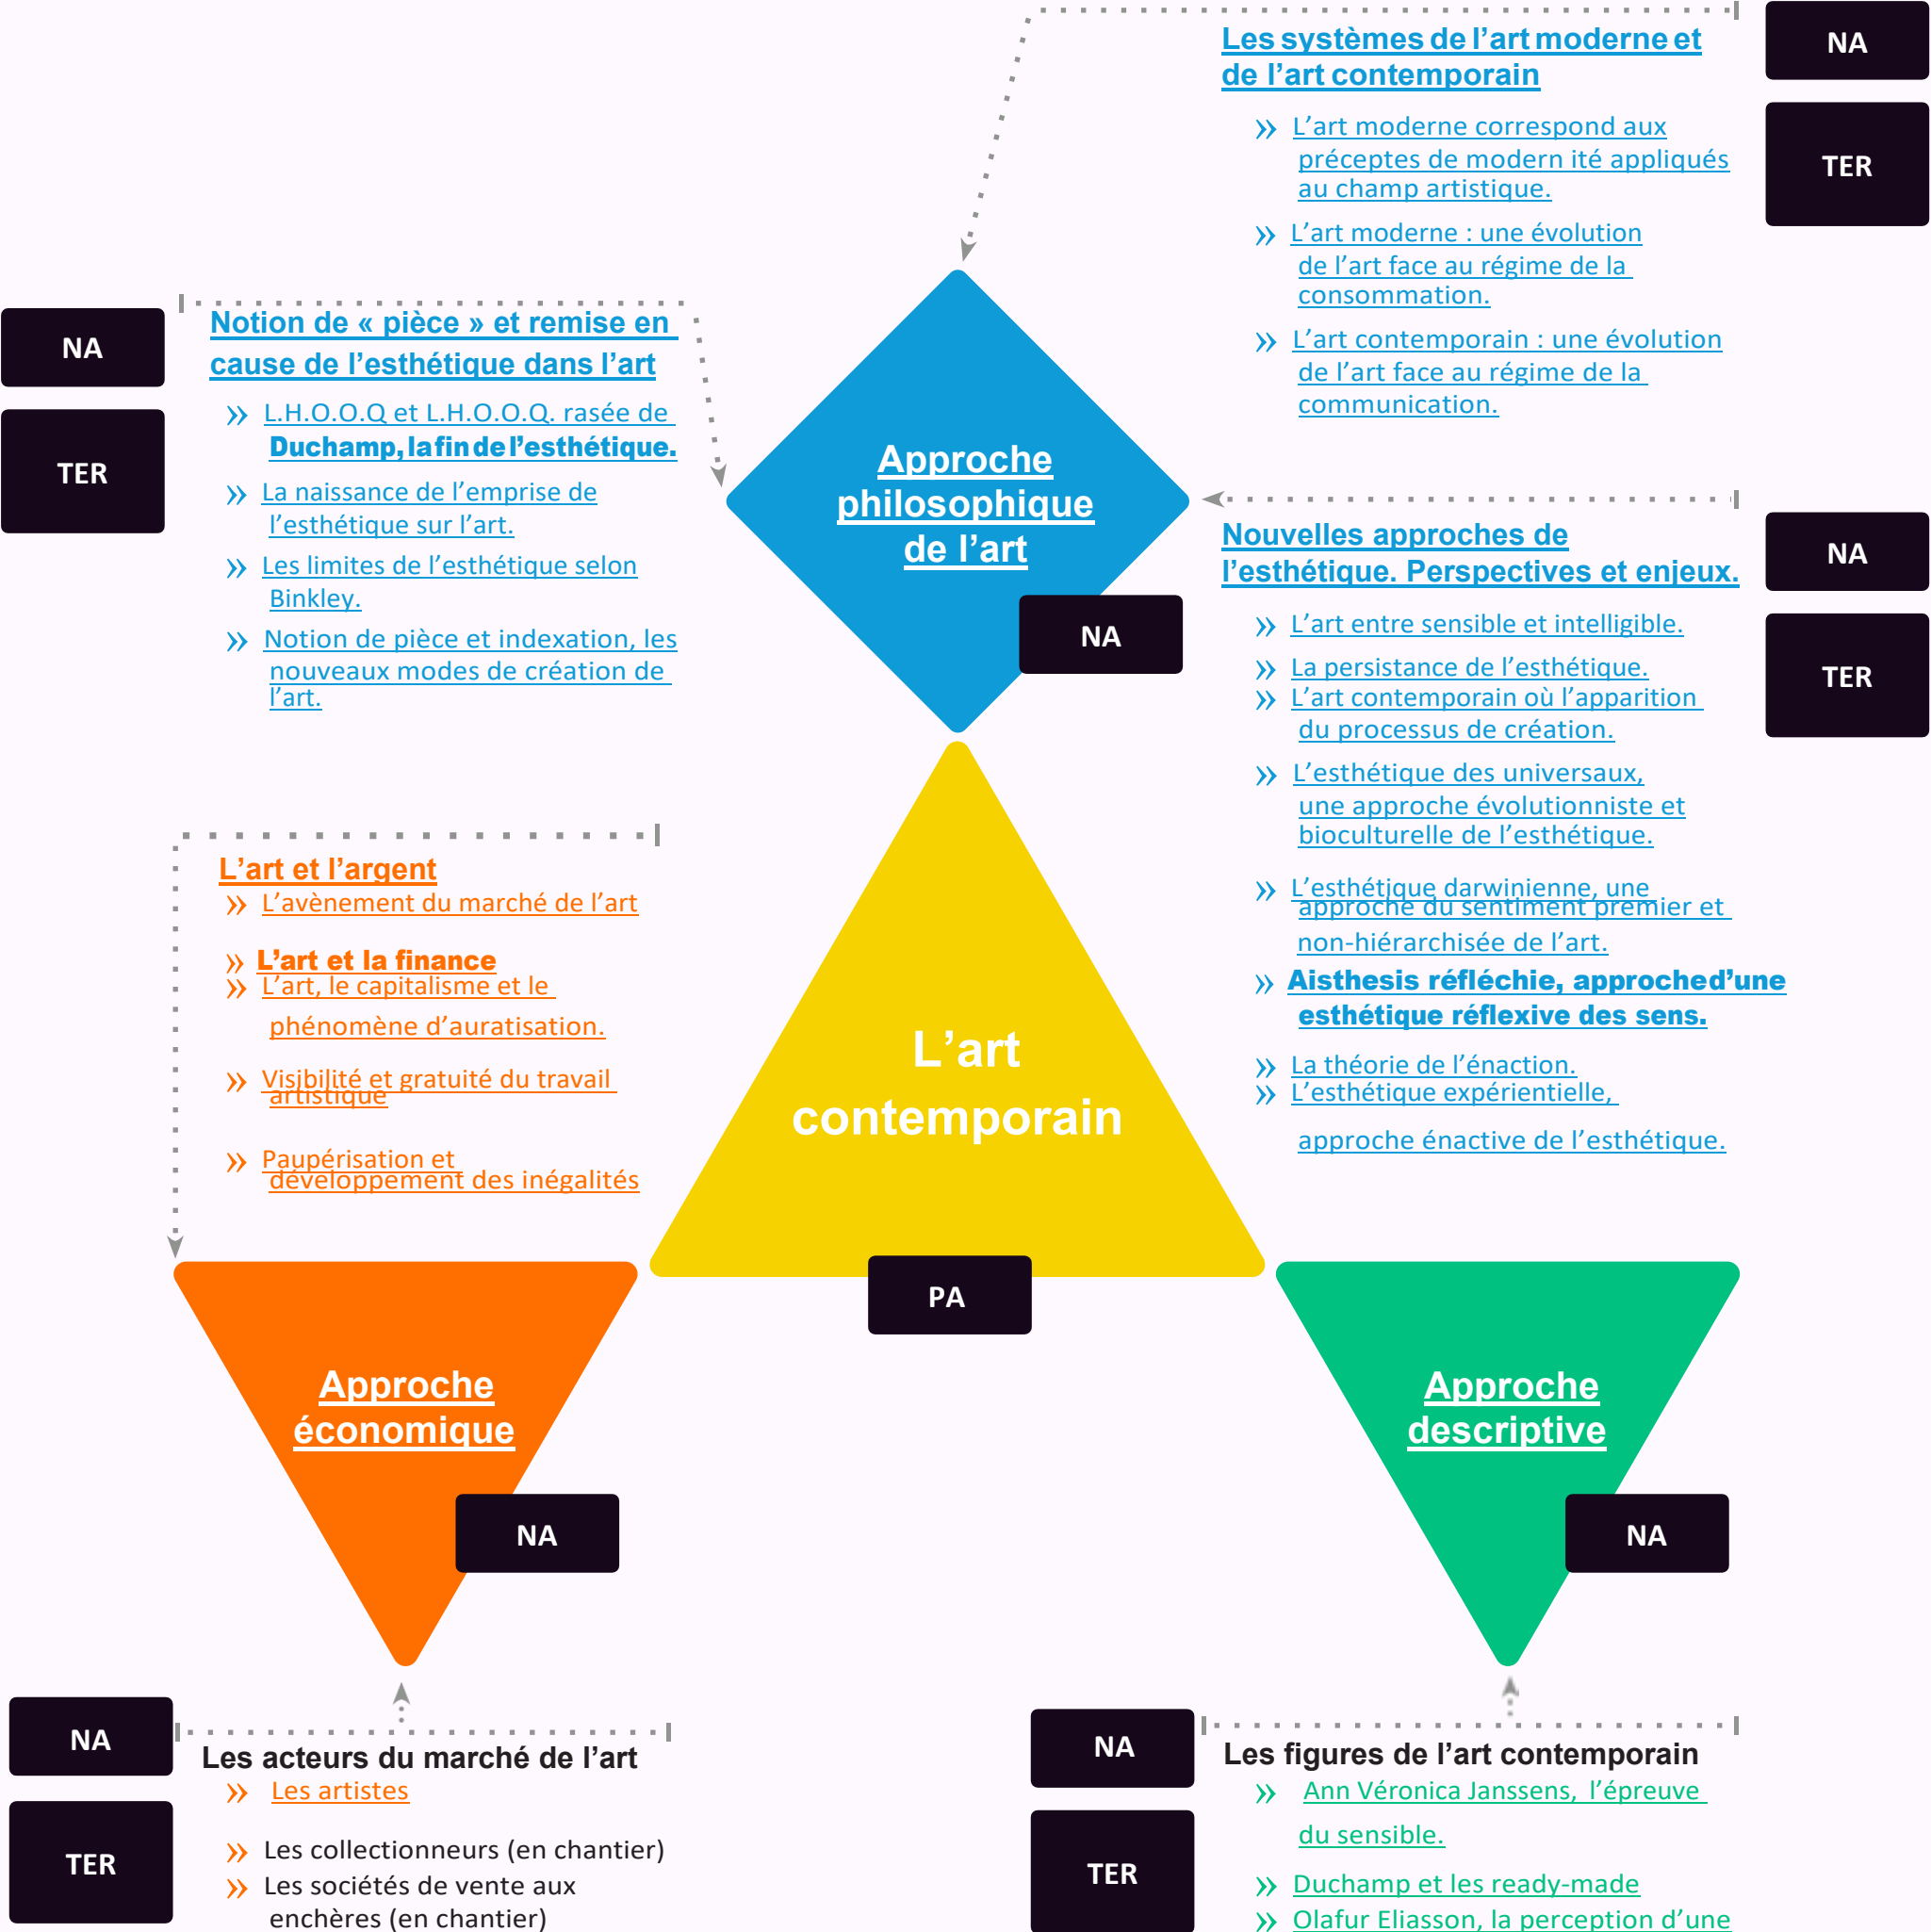 Les systèmes de l’art moderne et
de l’art contemporain
» L’art moderne correspond aux
préceptes de modern ité appliqués
au champ artistique.
» L’art moderne : une évolution
de l’art face au régime de la
consommation.
» L’art contemporain : une évolution
de l’art face au régime de la
communication.
NA
TER
NA
TER
Notion de « pièce » et remise en
cause de l’esthétique dans l’art
» L.H.O.O.Q et L.H.O.O.Q. rasée de
Duchamp, la fin de l’esthétique.
» La naissance de l’emprise de
l’esthétique sur l’art.
» Les limites de l’esthétique selon
Binkley.
» Notion de pièce et indexation, les
nouveaux modes de création de
l’art.
Approche
philosophique
de l’art
NA
Nouvelles approches de
l’esthétique. Perspectives et enjeux.
» L’art entre sensible et intelligible.
» La persistance de l’esthétique.
» L’art contemporain où l’apparition
du processus de création.
» L’esthétique des universaux,
une approche évolutionniste et
bioculturelle de l’esthétique.
» L’esthétique darwinienne, une
approche du sentiment premier et
non-hiérarchisée de l’art.
» Aisthesis réfléchie, approche d’une
esthétique réflexive des sens.
» La théorie de l’énaction.
» L’esthétique expérientielle,
approche énactive de l’esthétique.
NA
TER
L’art et l’argent
» L’avènement du marché de l’art
» L’art et la finance
» L’art, le capitalisme et le
phénomène d’auratisation.
» Visibilité et gratuité du travail
artistique
» Paupérisation et
développement des inégalités
L’art
contemporain
PA
Approche
économique
NA
Approche
descriptive
NA
NA
TER
Les acteurs du marché de l’art
» Les artistes
» Les collectionneurs (en chantier)
» Les sociétés de vente aux
enchères (en chantier)
NA
TER
Les figures de l’art contemporain
» Ann Véronica Janssens, l’épreuve
du sensible.
» Duchamp et les ready-made
» Olafur Eliasson, la perception d’une